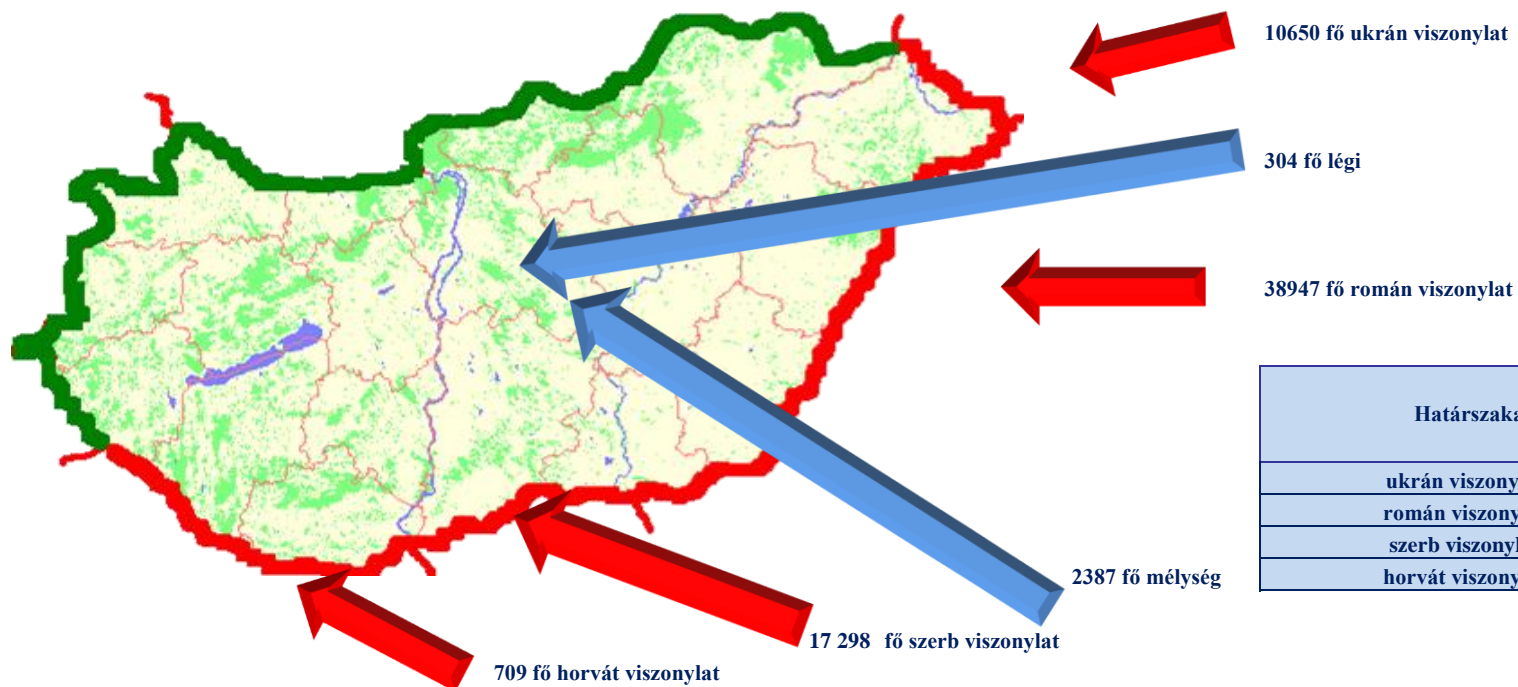 10650 fő ukrán viszonylat
304 fő légi
38947 fő román viszonylat
Határszaka
ukrán viszony
román viszony
szerb viszonyl
horvát viszony
2387 fő mélység
17 298 fő szerb viszonylat
709 fő horvát viszonylat